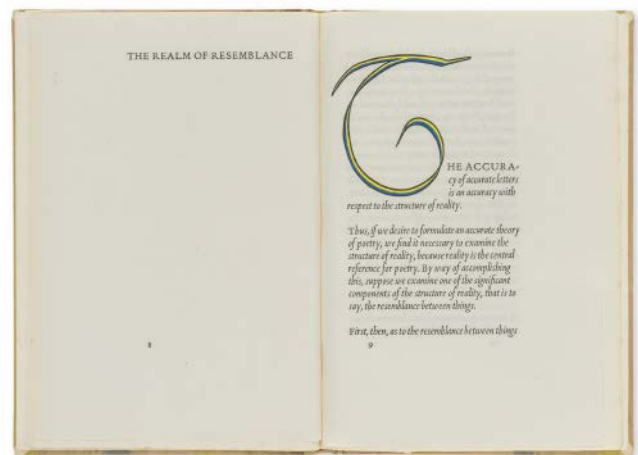 THE REALM OF RESEMBLANCE
8
THE ACCURA-
cy of accurate letters
is an accuracy with
respect to the structure of reality.
Thus, if we desire to formulate an accurate theory
of poetry, we find it necessary to examine the
structure of reality, because reality is the central
reference for poetry. By way of accomplishing
this, suppose we examine one of the significant
components of the structure of reality, that is to
say, the resemblance between things.
First, then, as to the resemblance between things
9